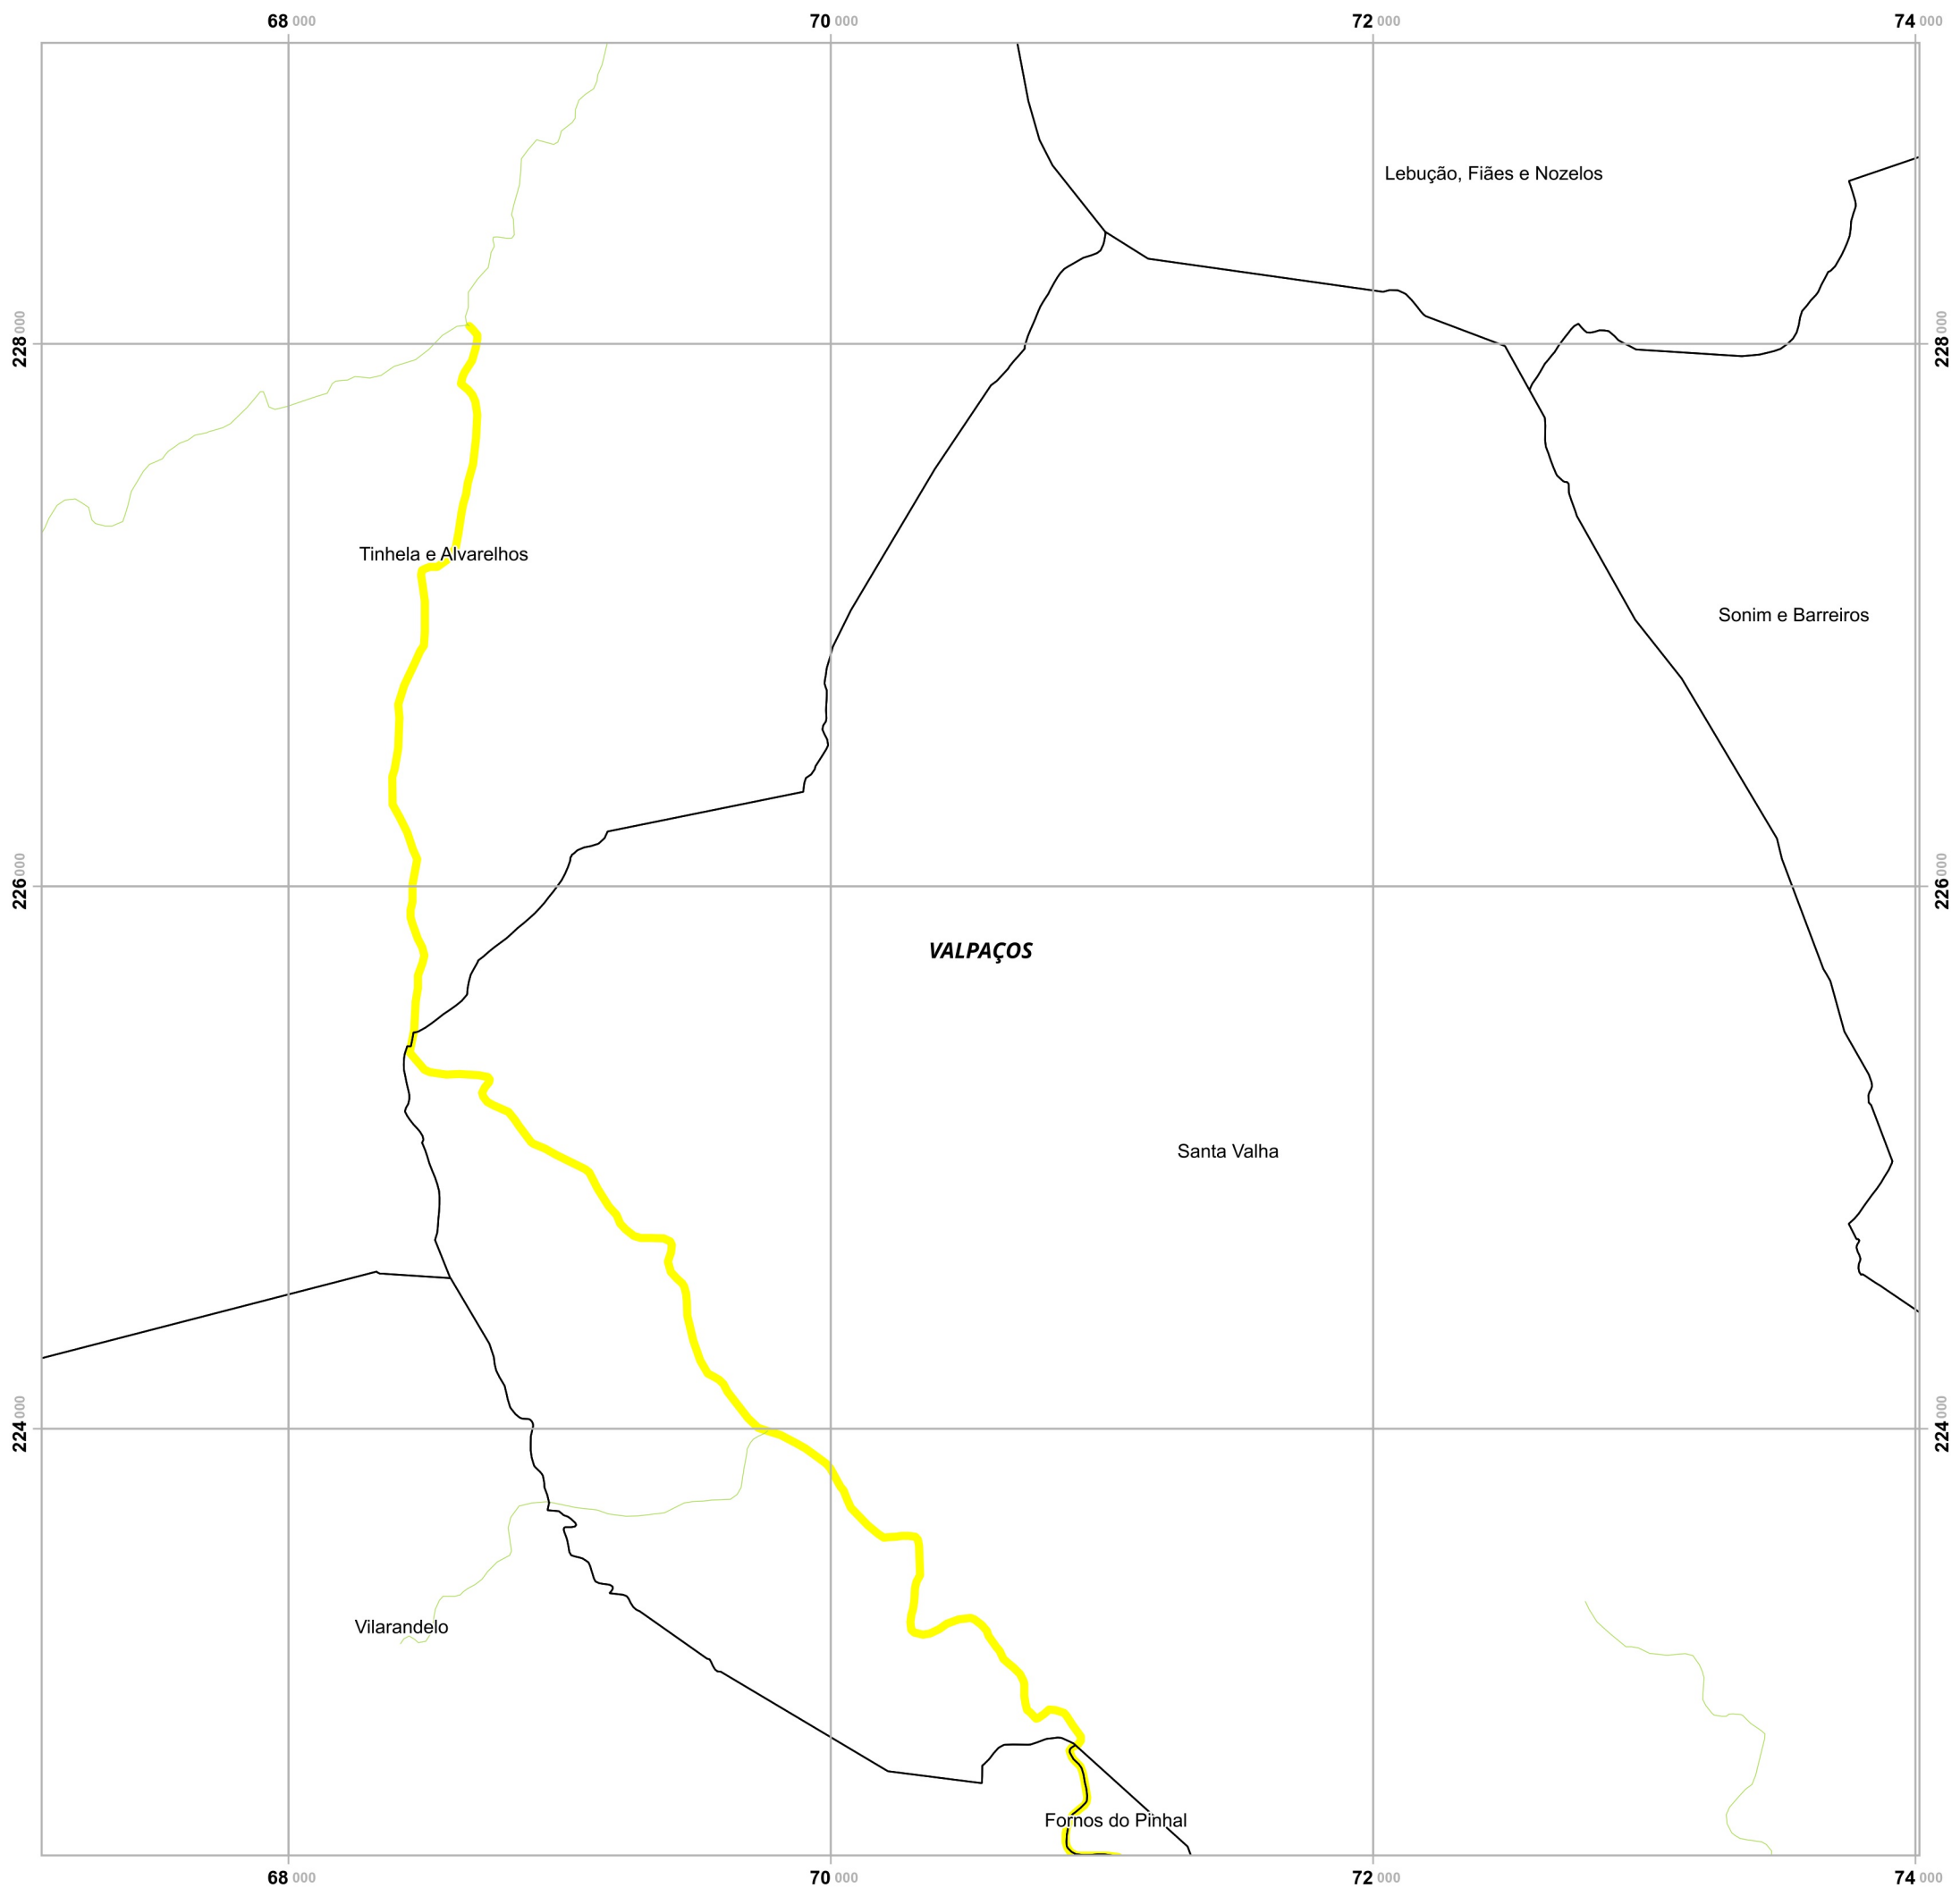 68 000 70 000 72 000 74 000
Lebução, Fiães e Nozelos
228 000 228 000
Tinhela e Alvarelhos
Sonim e Barreiros
226 000 226 000
VALPAÇOS
Santa Valha
224 000 224 000
Vilarandelo
Fornos do Pinhal
68 000 70 000 72 000 74 000